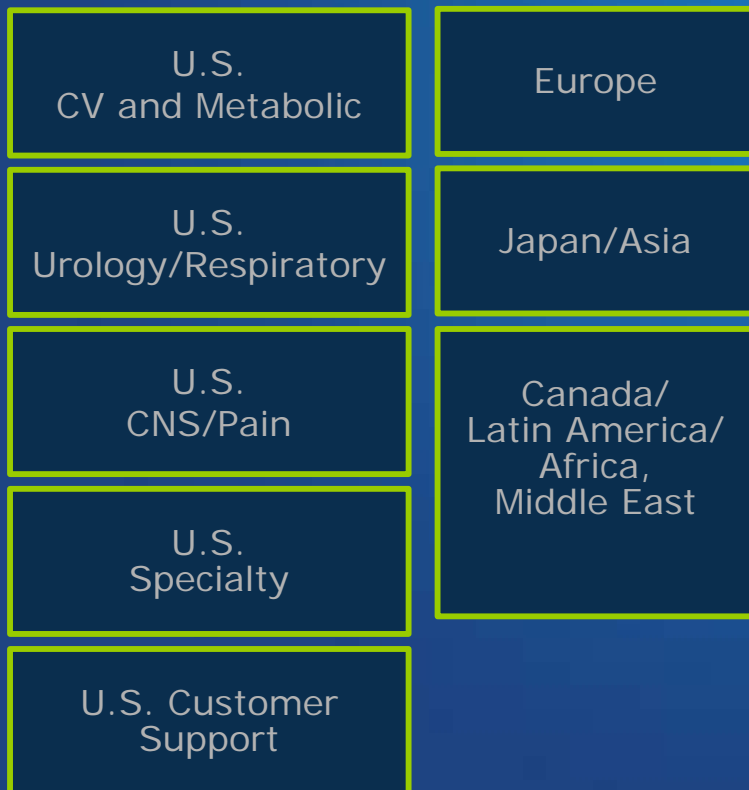 U.S.
CV and Metabolic
U.S.
Urology/Respiratory
U.S.
CNS/Pain
U.S.
Specialty
U.S. Customer
Support
Europe
Japan/Asia
Canada/
Latin America/
Africa,
Middle East